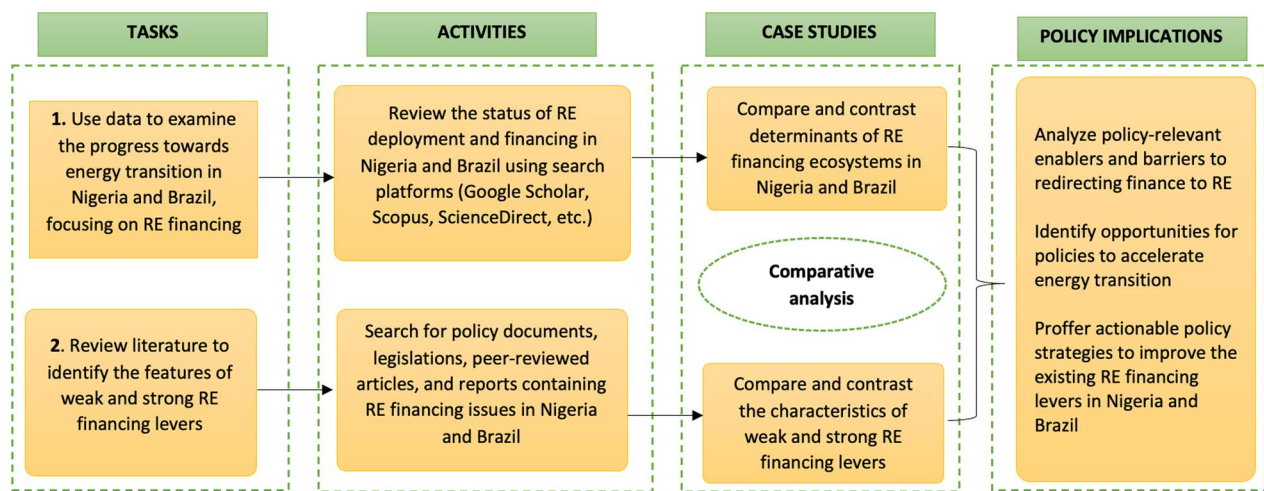 TASKS
1. Use data to examine
the progress towards
energy transition in
Nigeria and Brazil,
focusing on RE financing
2. Review literature to
identify the features of
weak and strong RE
financing levers
ACTIVITIES
Review the status of RE
deployment and financing in
Nigeria and Brazil using search
platforms (Google Scholar,
Scopus, ScienceDirect, etc.)
Search for policy documents,
legislations, peer-reviewed
articles, and reports containing
RE financing issues in Nigeria
and Brazil
CASE STUDIES
Compare and contrast
determinants of RE
financing ecosystems in
Nigeria and Brazil
Comparative
analysis
Compare and contrast
the characteristics of
weak and strong RE
financing levers
POLICY IMPLICATIONS
Analyze policy-relevant
enablers and barriers to
redirecting finance to RE
Identify opportunities for
policies to accelerate
energy transition
Proffer actionable policy
strategies to improve the
existing RE financing
levers in Nigeria and
Brazil